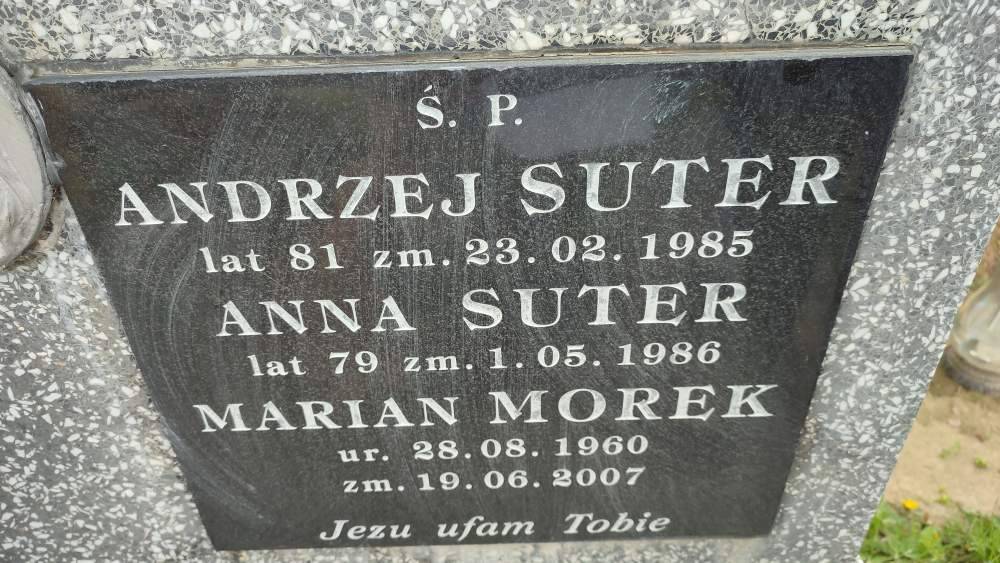 Ś. P.
ANDRZEJ SUTER
lat 81 zm. 23. 02. 1985
ANNA SUTER
lat 79 zm. 1. 05. 1986
MARIAN MOREK
ur. 28. 08. 1960
zm. 19. 06. 2007
Jezu ufam Tobie